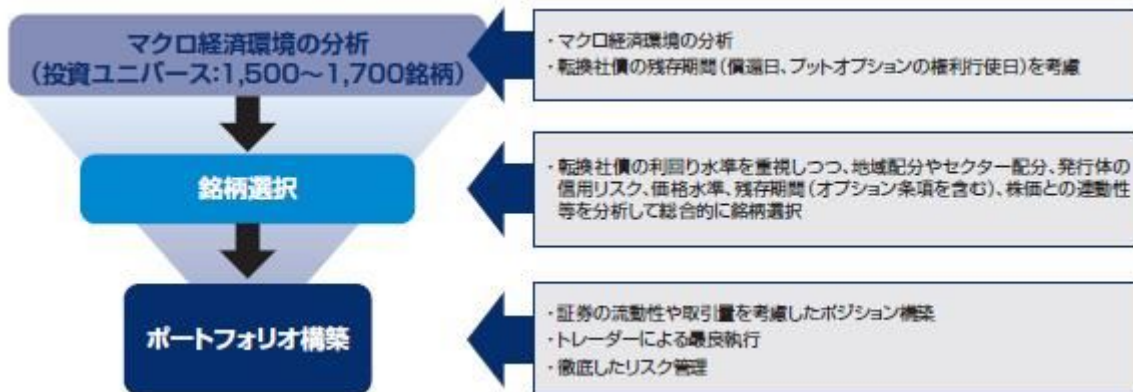 マクロ経済環境の分析
(投資ユニバース:1,500〜1,700銘柄)
・マクロ経済環境の分析
・転換社債の残存期間(償還日、プットオプションの権利行使日)を考慮
銘柄選択
・転換社債の利回り水準を重視しつつ、地域配分やセクター配分、発行体の
信用リスク、価格水準、残存期間(オプション条項を含む)、株価との連動性
等を分析して総合的に銘柄選択
ポートフォリオ構築
・証券の流動性や取引量を考慮したポジション構築
・トレーダーによる最良執行
・徹底したリスク管理